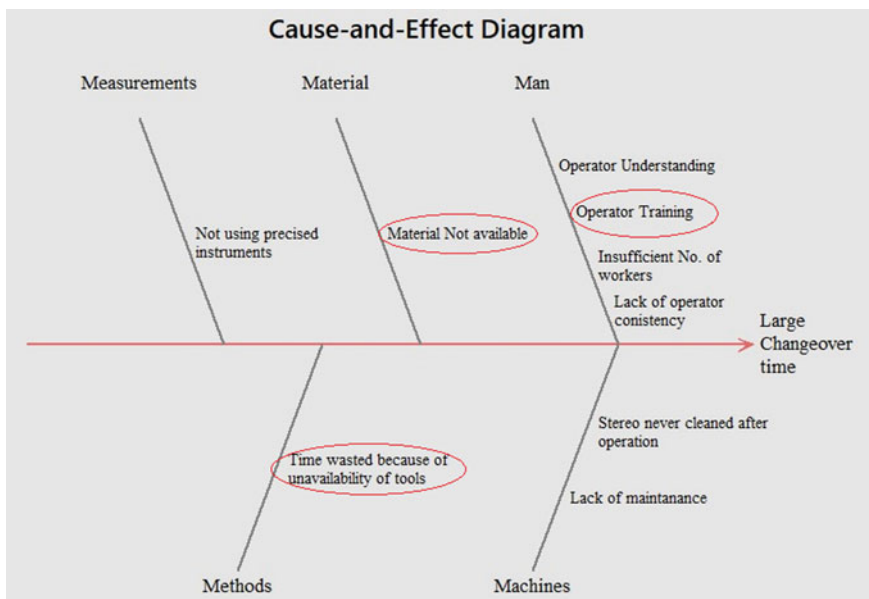 Cause-and-Effect Diagram
Measurements
Material
Man
Operator Understanding
Operator Training
Not using precised
instruments
Material Not available
Insufficient No. of
workers
Lack of operator
conistency
Large
Changeover
time
Stereo never cleaned after
operation
Time wasted because of
unavailability of tools
Lack of maintanance
Methods
Machines